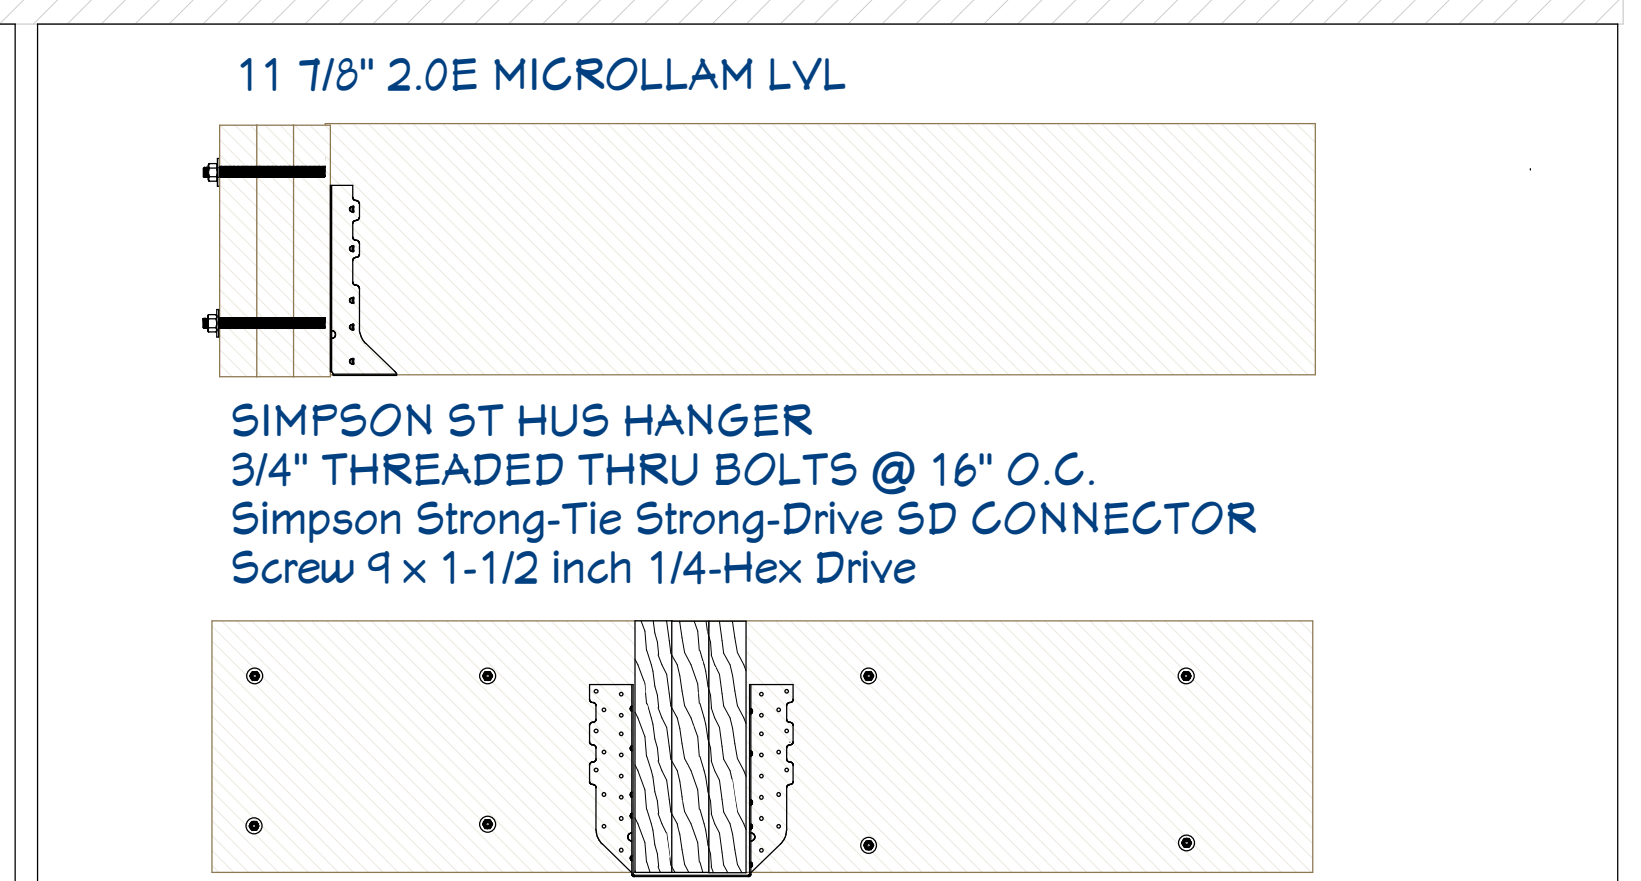 11 7/8" 2.0E MICROLLAM LVL
SIMPSON ST HUS HANGER
3/4" THREADED THRU BOLTS @ 16" O.C.
Simpson Strong-Tie Strong-Drive SD CONNECTOR
Screw 9 x 1-1/2 inch 1/4-Hex Drive